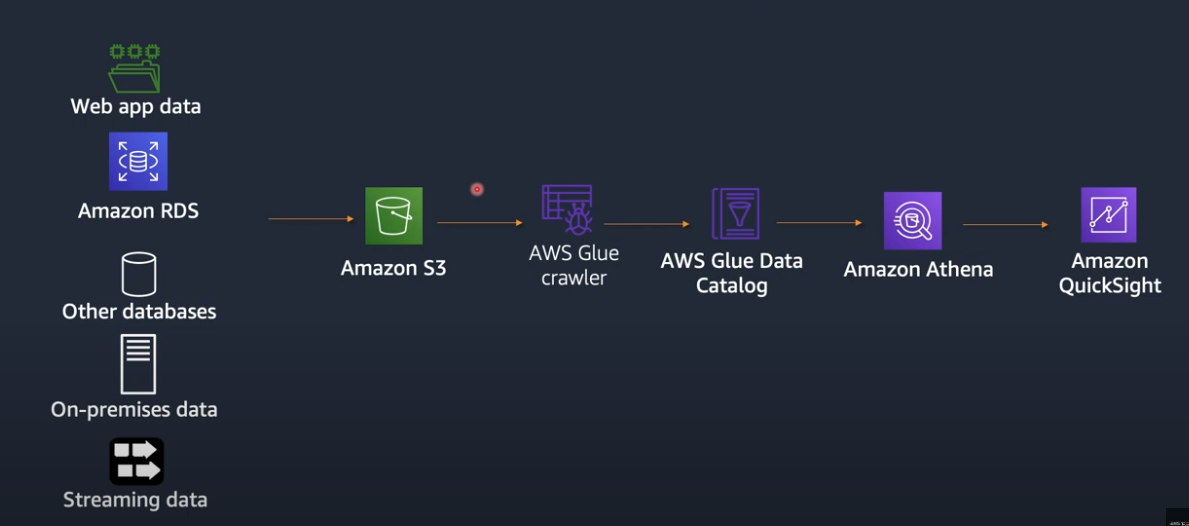 Web app data
Amazon RDS
Other databases
On-premises data
Streaming data
Amazon S3
AWS Glue
crawler
AWS Glue Data
Catalog
Amazon Athena
Amazon
QuickSight